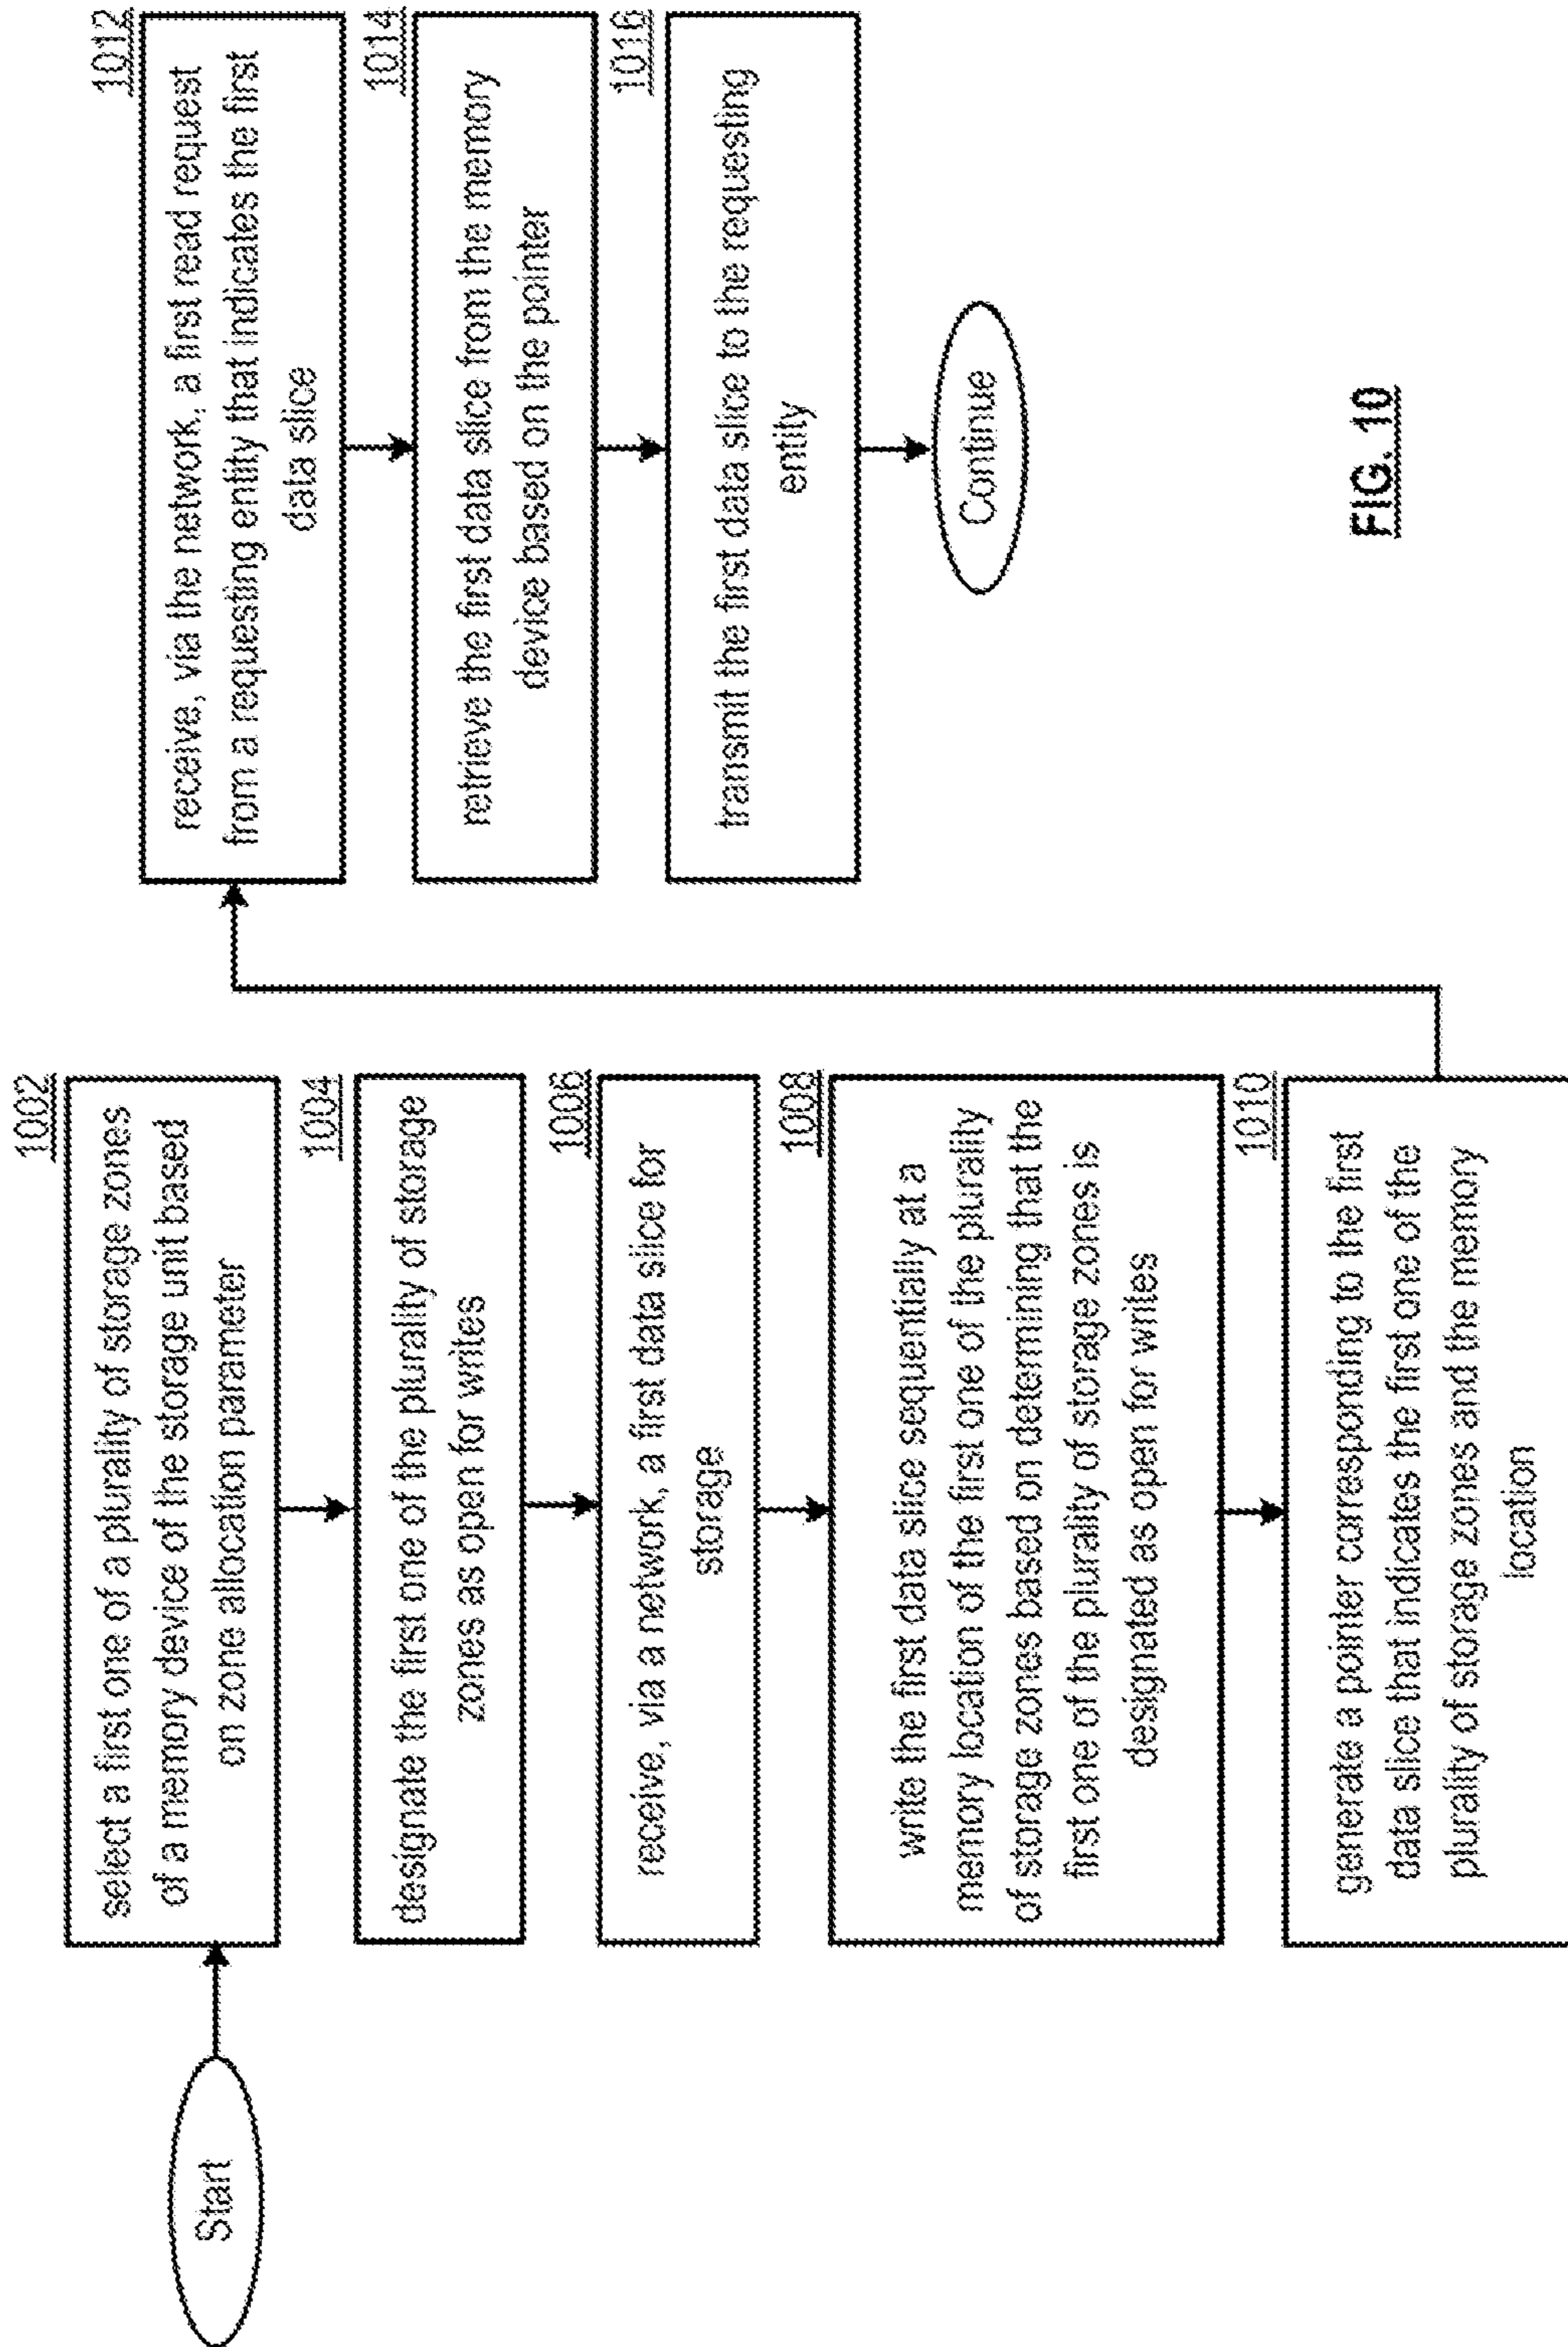 Start
1002
select a first one of a plurality of storage zones
of a memory device of the storage unit based
on zone allocation parameter
1004
designate the first one of the plurality of storage
zones as open for writes
1006
receive, via a network, a first data slice for
storage
1008
write the first data slice sequentially at a
memory location of the first one of the plurality
of storage zones based on determining that the
first one of the plurality of storage zones is
designated as open for writes
1010
generate a pointer corresponding to the first
data slice that indicates the first one of the
plurality of storage zones and the memory
location
1012
receive, via the network, a first read request
from a requesting entity that indicates the first
data slice
1014
retrieve the first data slice from the memory
device based on the pointer
1016
transmit the first data slice to the requesting
entity
Continue
FIG. 10